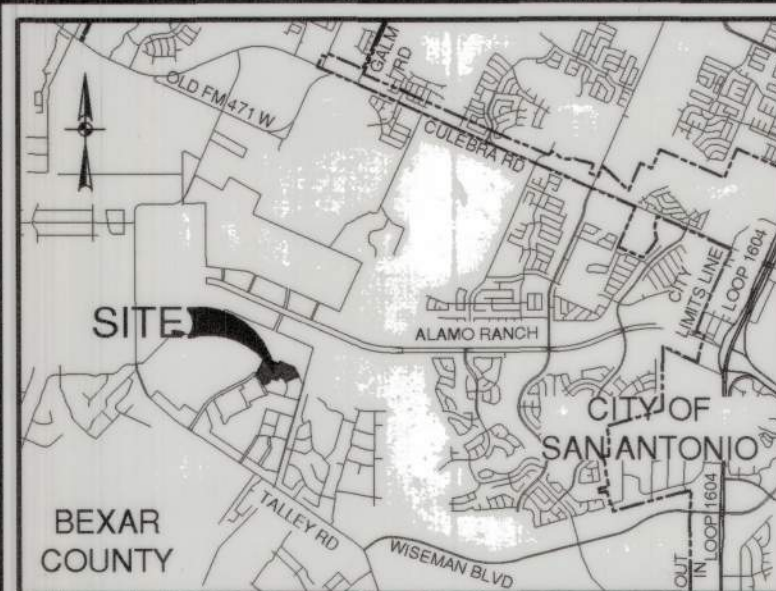 GALM
RD
OLD FM 471 W
CULEBRA RD
CITY
LIMITS LINE
LOOP 1604
SITE
ALAMO RANCH
CITY OF
SAN ANTONIO
BEXAR
COUNTY
TALLEY RD
WISEMAN BLVD
OUT
IN
LOOP 1604